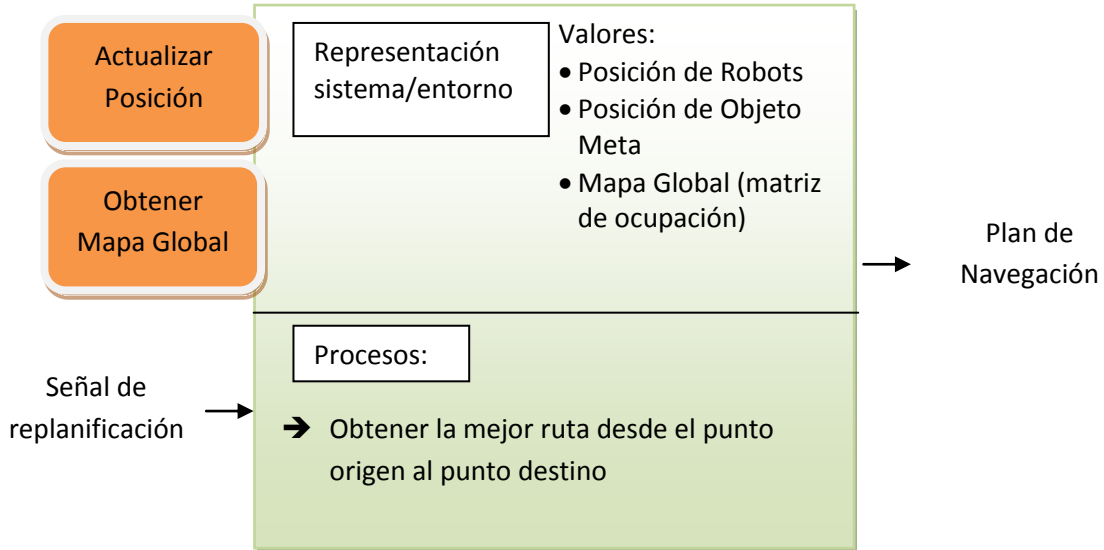 Actualizar
Posición
Obtener
Mapa Global
Representación
sistema/entorno
Valores:
• Posición de Robots
• Posición de Objeto
Meta
• Mapa Global (matriz
de ocupación)
Plan de
Navegación
Procesos:
Señal de
replanificación
➔ Obtener la mejor ruta desde el punto
origen al punto destino